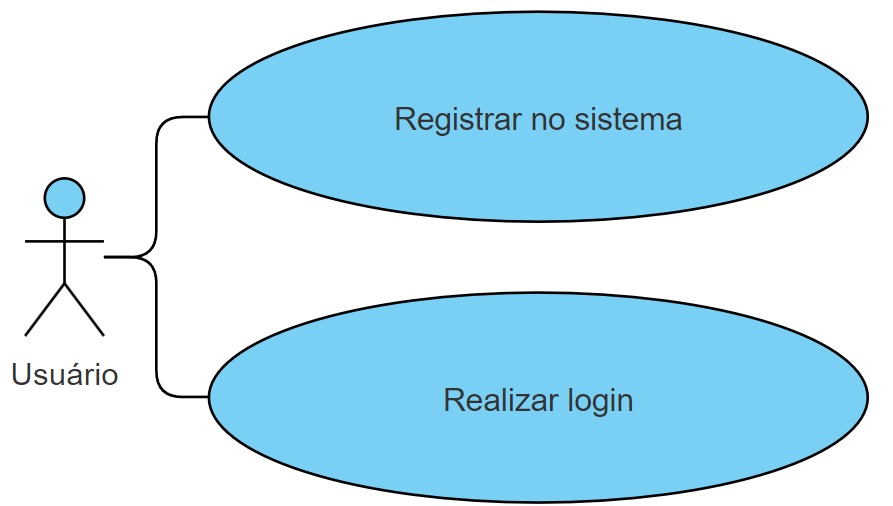 Registrar no sistema
Usuário
Realizar login